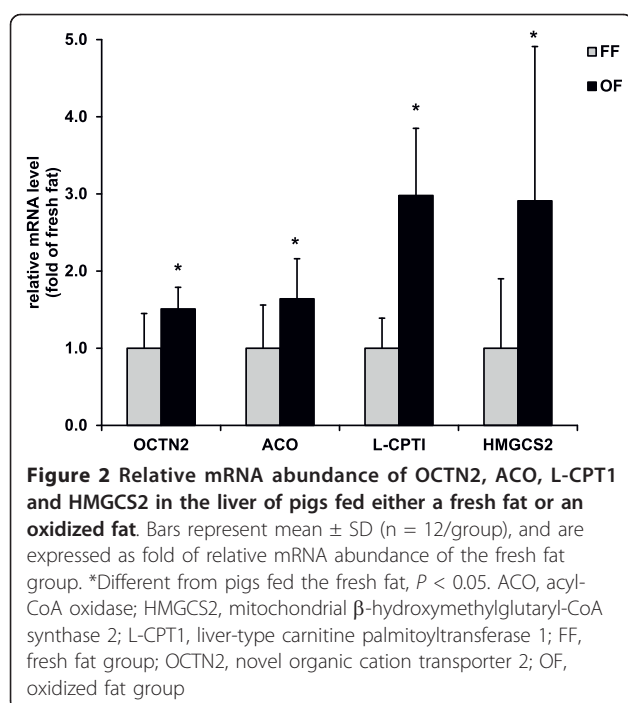 5.0
4.0
3.0
2.0
1.0
0.0
relative mRNA level
(fold of fresh fat)
*
*
*
*
FF
OF
OCTN2
ACO
L-CPTI
HMGCS2
Figure 2 Relative mRNA abundance of OCTN2, ACO, L-CPT1
and HMGCS2 in the liver of pigs fed either a fresh fat or an
oxidized fat. Bars represent mean ± SD (n = 12/group), and are
expressed as fold of relative mRNA abundance of the fresh fat
group. *Different from pigs fed the fresh fat, P < 0.05. ACO, acyl-
CoA oxidase; HMGCS2, mitochondrial β-hydroxymethylglutaryl-CoA
synthase 2; L-CPT1, liver-type carnitine palmitoyltransferase 1; FF,
fresh fat group; OCTN2, novel organic cation transporter 2; OF,
oxidized fat group